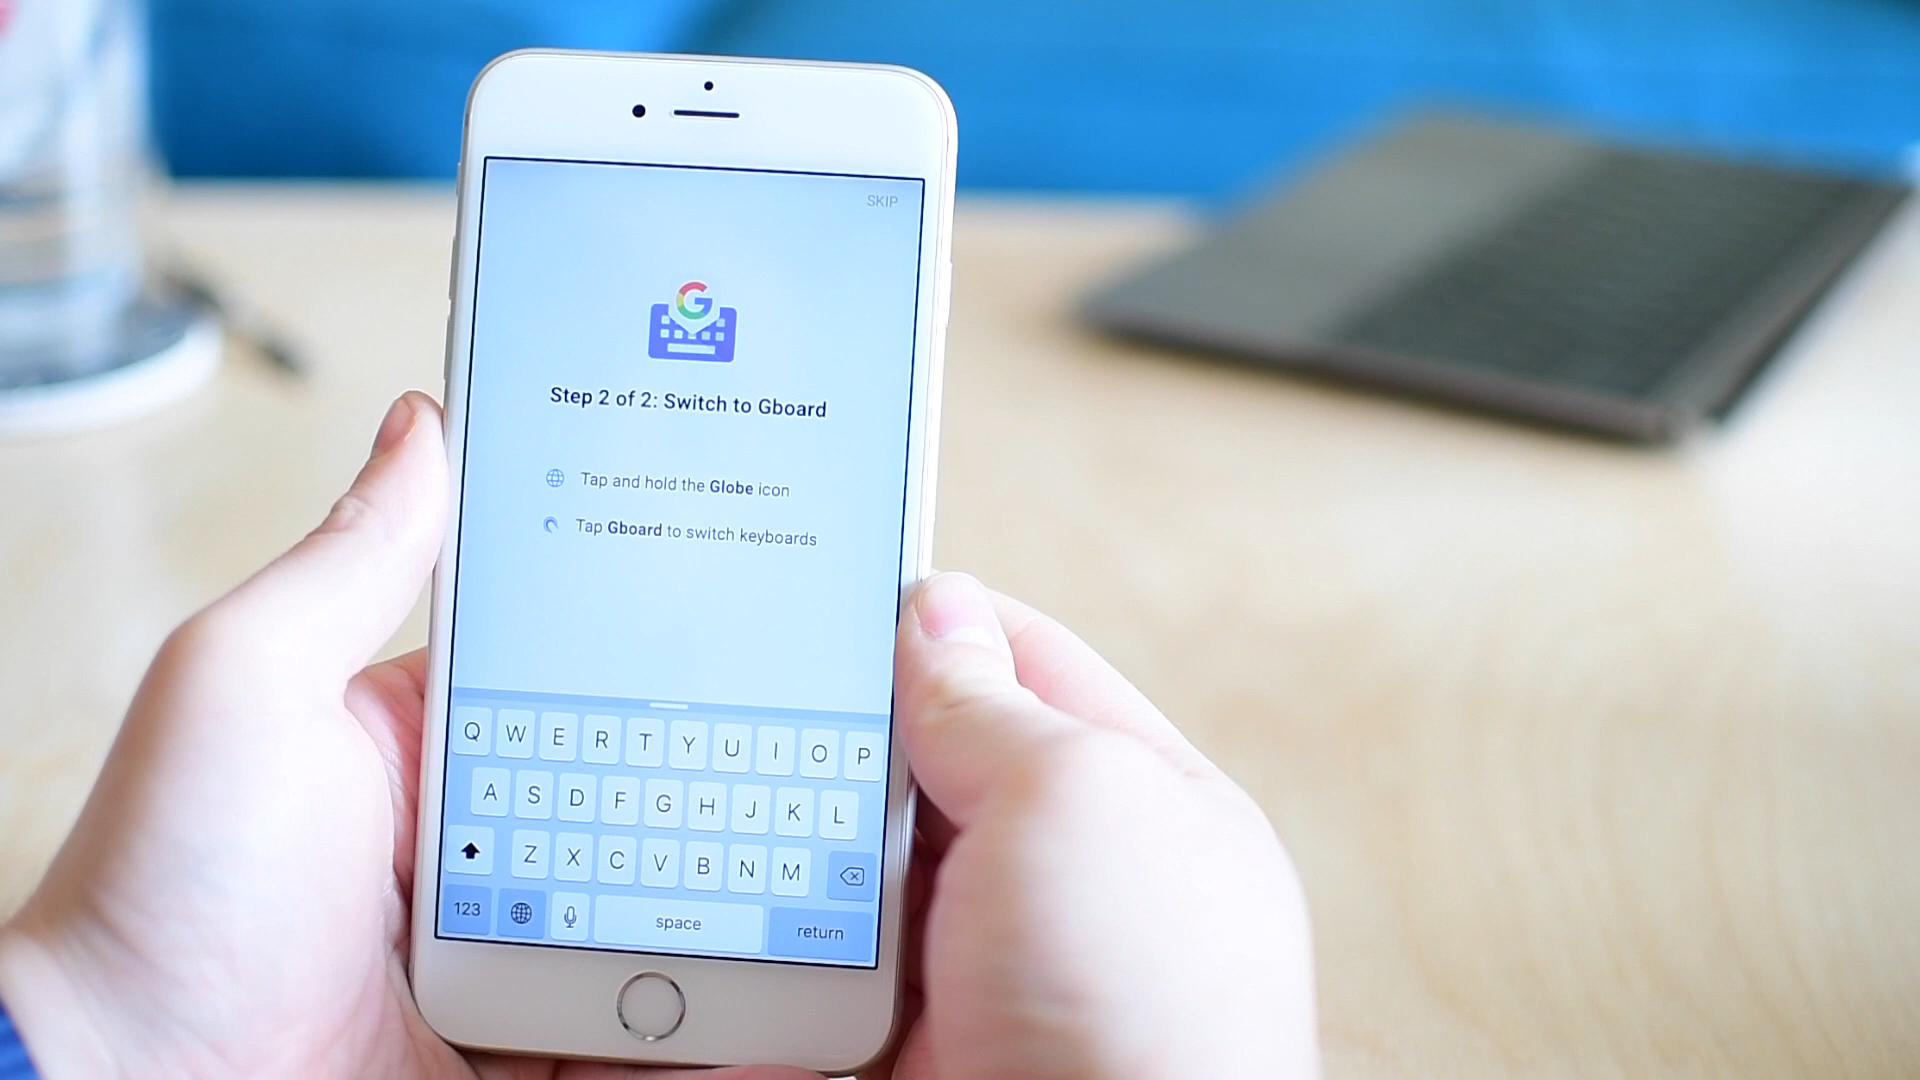 SKIP
G
Step 2 of 2: Switch to Gboard
Tap and hold the Globe icon
Tap Gboard to switch keyboards
Q W E R T Y U I O P
A S D F G H J K L
Z X C V B N M
123 space return